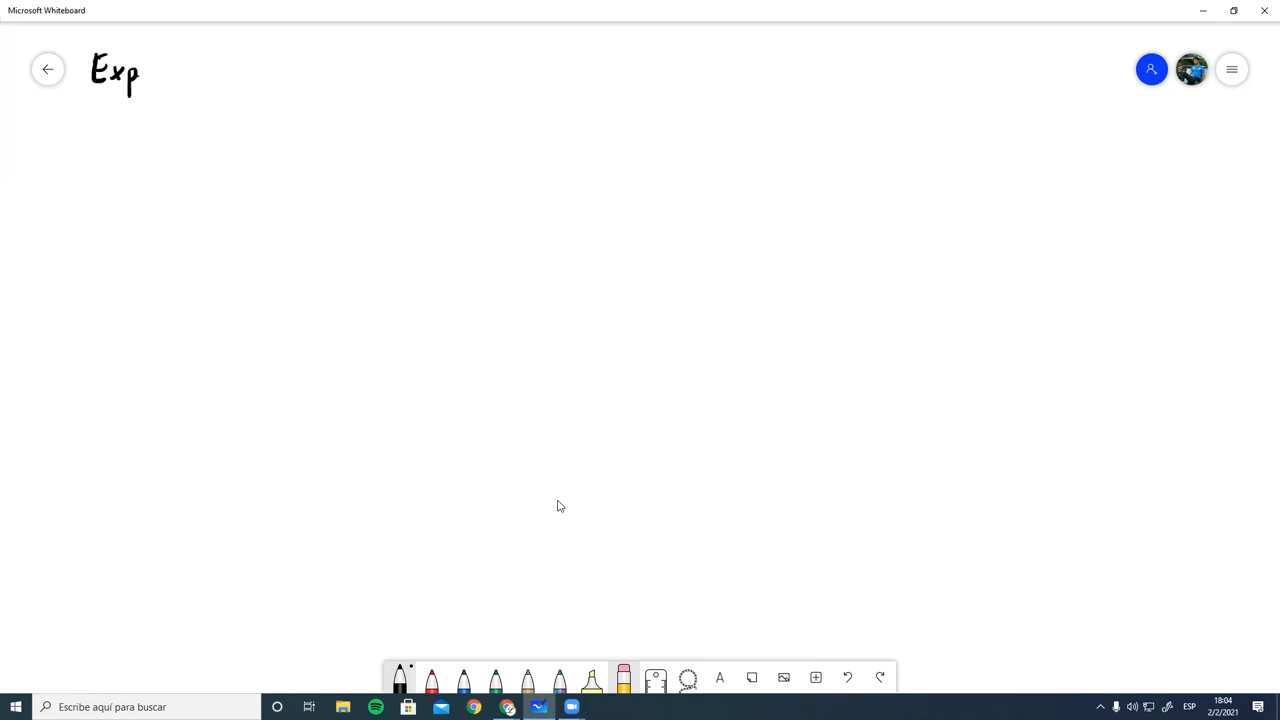 Microsoft Whiteboard
Exp
A
Escribe aquí para buscar
ESP
18:04
2/2/2021